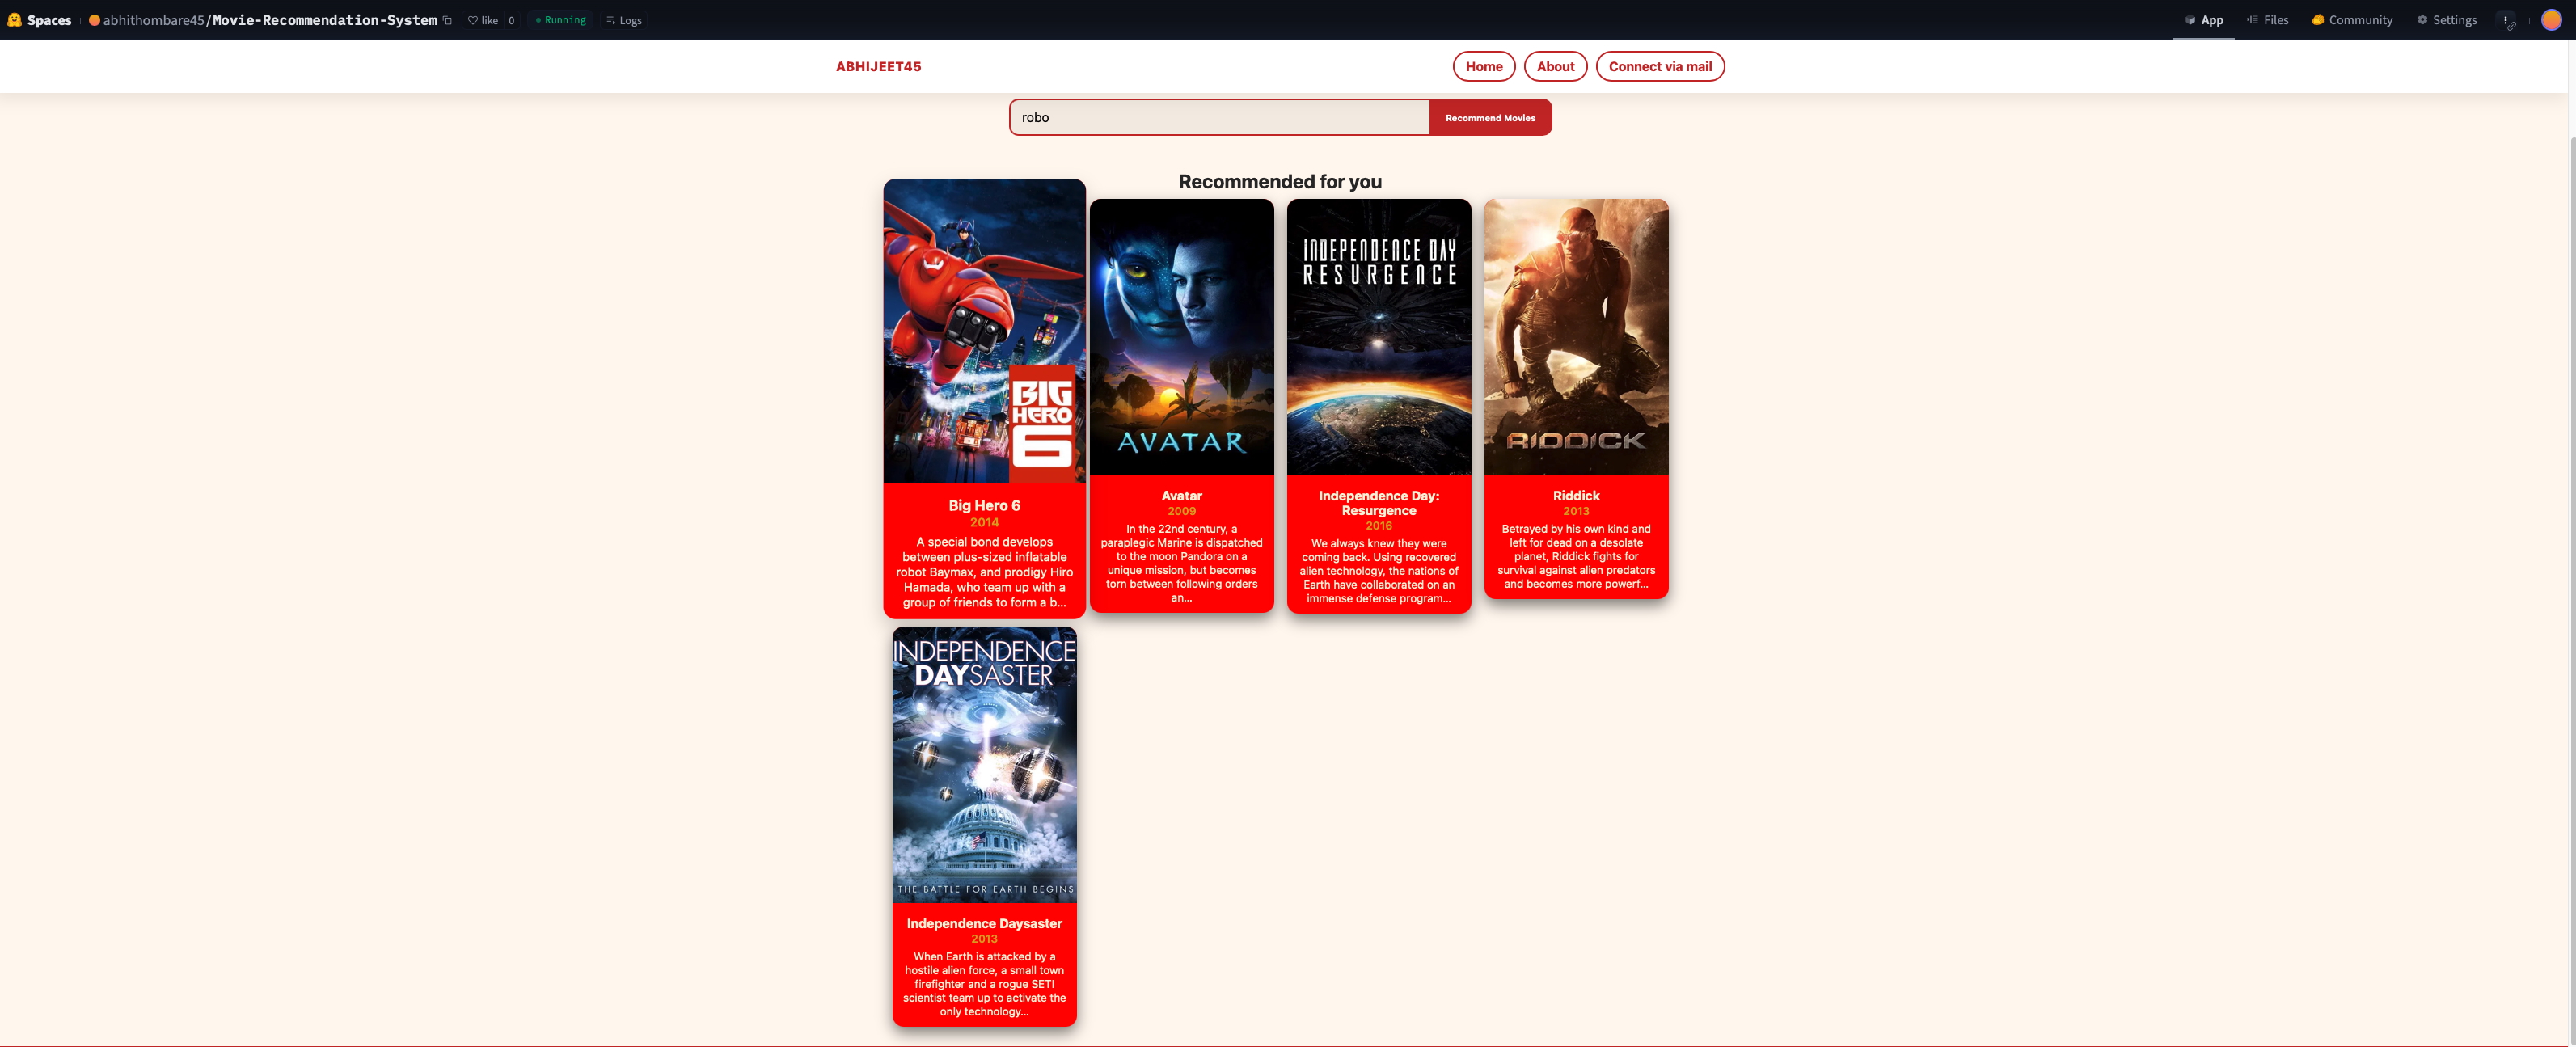 Spaces abhithombare45/Movie-Recommendation-System like 0 Running Logs App Files Community Settings
ABHIJEET45 Home About Connect via mail
robo Recommend Movies
Recommended for you
BIG
HERO
6
Big Hero 6
2014
A special bond develops
between plus-sized inflatable
robot Baymax, and prodigy Hiro
Hamada, who team up with a
group of friends to form a b...
AVATAR
Avatar
2009
In the 22nd century, a
paraplegic Marine is dispatched
to the moon Pandora on a
unique mission, but becomes
torn between following orders
an...
INDEPENDENCE DAY
RESURGENCE
Independence Day:
Resurgence
2016
We always knew they were
coming back. Using recovered
alien technology, the nations of
Earth have collaborated on an
immense defense program...
RIDDICK
Riddick
2013
Betrayed by his own kind and
left for dead on a desolate
planet, Riddick fights for
survival against alien predators
and becomes more powerf...
INDEPENDENCE
DAYSASTER
THE BATTLE FOR EARTH BEGINS
Independence Daysaster
2013
When Earth is attacked by a
hostile alien force, a small town
firefighter and a rogue SETI
scientist team up to activate the
only technology...